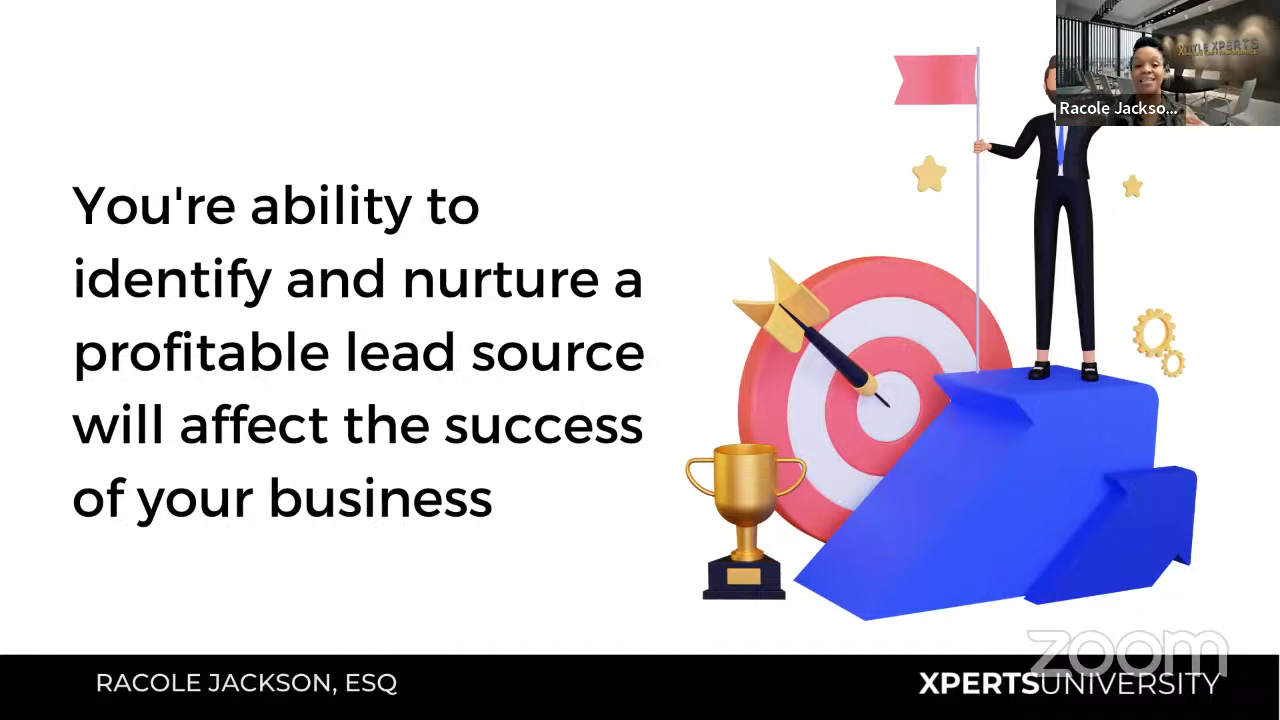 You're ability to
identify and nurture a
profitable lead source
will affect the success
of your business
Racole Jackso...
zoom
RACOLE JACKSON, ESQ
XPERTSUNIVERSITY